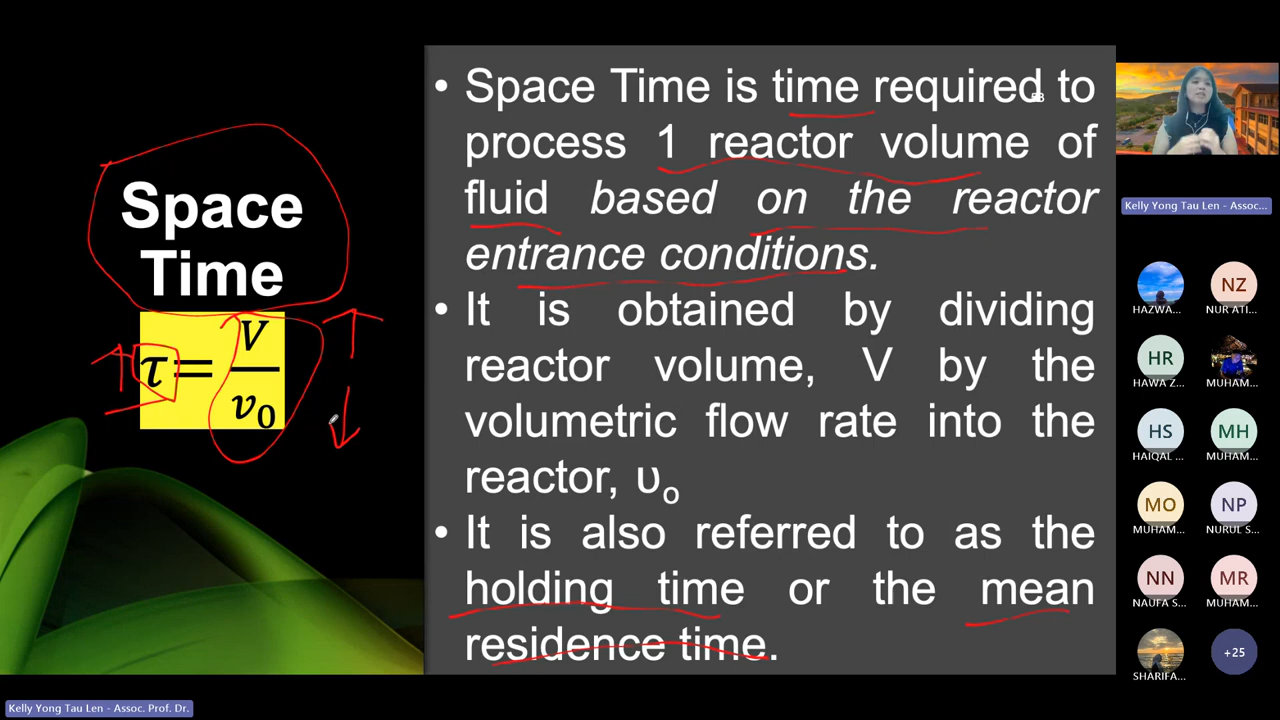 Space
Time
τ= V
v0
• Space Time is time required to
process 1 reactor volume of
fluid based on the reactor
entrance conditions.
• It is obtained by dividing
reactor volume, V by the
volumetric flow rate into the
reactor, υo
• It is also referred to as the
holding time or the mean
residence time.
Kelly Yong Tau Len - Assoc...
HAZWA...
NZ
NUR ATI...
HR
HAWA Z...
MUHAM...
HS
HAIQAL ...
MH
MUHAM...
MO
MUHAM...
NP
NURUL S...
NN
NAUFA S...
MR
MUHAM...
SHARIFA...
+25
Kelly Yong Tau Len - Assoc. Prof. Dr.